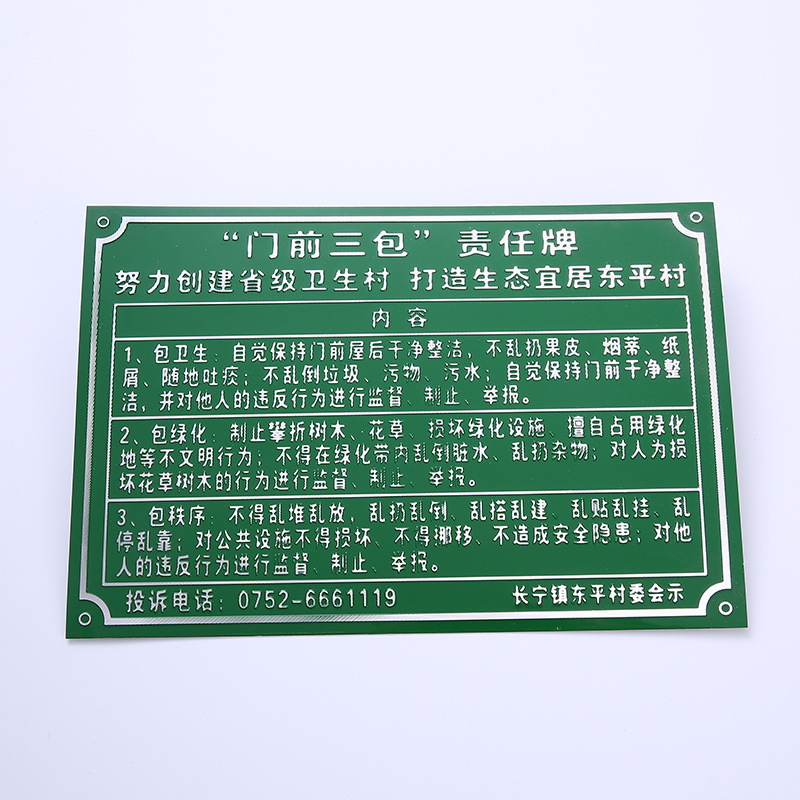 “门前三包”责任牌
努力创建省级卫生村 打造生态宜居东平村
内容
1、包卫生：自觉保持门前屋后干净整洁，不乱扔果皮、烟蒂、纸
屑、随地吐痰；不乱倒垃圾、污物、污水；自觉保持门前干净整
洁，并对他人的违反行为进行监督、制止、举报。
2、包绿化：制止攀折树木、花草、损坏绿化设施、擅自占用绿化
地等不文明行为；不得在绿化带内乱倒脏水、乱扔杂物；对人为损
坏花草树木的行为进行监督、制止、举报。
3、包秩序：不得乱堆乱放，乱扔乱倒、乱搭乱建、乱贴乱挂、乱
停乱靠；对公共设施不得损坏、不得挪移、不造成安全隐患；对他
人的违反行为进行监督、制止、举报。
投诉电话：0752-6661119 长宁镇东平村委会示